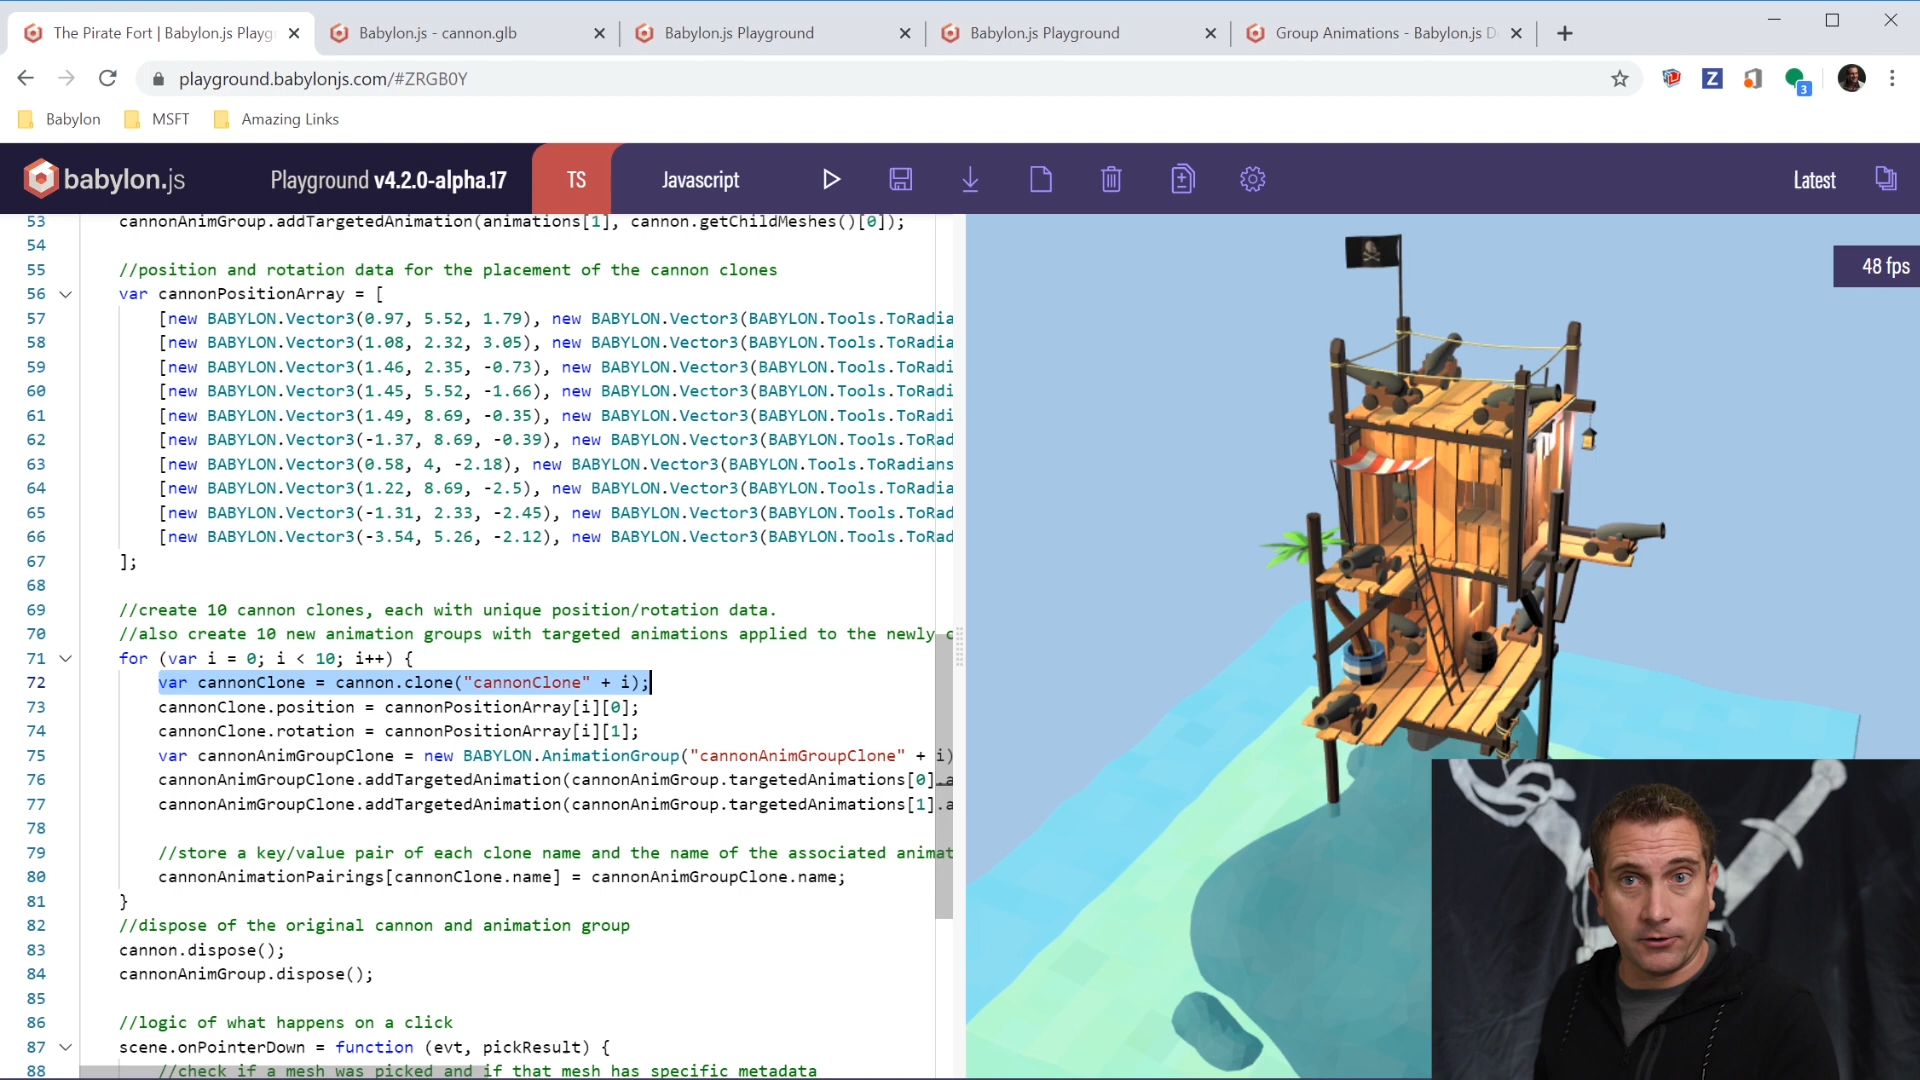 The Pirate Fort | Babylon.js Playg
Babylon.js - cannon.glb
Babylon.js Playground
Babylon.js Playground
Group Animations - Babylon.js D
playground.babylonjs.com/#ZRGB0Y
Z
3
Babylon
MSFT
Amazing Links
babylon.js
Playground v4.2.0-alpha.17
TS
Javascript
Latest
48 fps
53 cannonAnimGroup.addTargetedAnimation(animations[1], cannon.getChildMeshes()[0]);
54
55 //position and rotation data for the placement of the cannon clones
56 var cannonPositionArray = [
57 [new BABYLON.Vector3(0.97, 5.52, 1.79), new BABYLON.Vector3(BABYLON.Tools.ToRadia
58 [new BABYLON.Vector3(1.08, 2.32, 3.05), new BABYLON.Vector3(BABYLON.Tools.ToRadia
59 [new BABYLON.Vector3(1.46, 2.35, -0.73), new BABYLON.Vector3(BABYLON.Tools.ToRadi
60 [new BABYLON.Vector3(1.45, 5.52, -1.66), new BABYLON.Vector3(BABYLON.Tools.ToRadi
61 [new BABYLON.Vector3(1.49, 8.69, -0.35), new BABYLON.Vector3(BABYLON.Tools.ToRadi
62 [new BABYLON.Vector3(-1.37, 8.69, -0.39), new BABYLON.Vector3(BABYLON.Tools.ToRad
63 [new BABYLON.Vector3(0.58, 4, -2.18), new BABYLON.Vector3(BABYLON.Tools.ToRadians
64 [new BABYLON.Vector3(1.22, 8.69, -2.5), new BABYLON.Vector3(BABYLON.Tools.ToRadia
65 [new BABYLON.Vector3(-1.31, 2.33, -2.45), new BABYLON.Vector3(BABYLON.Tools.ToRad
66 [new BABYLON.Vector3(-3.54, 5.26, -2.12), new BABYLON.Vector3(BABYLON.Tools.ToRad
67 ];
68
69 //create 10 cannon clones, each with unique position/rotation data.
70 //also create 10 new animation groups with targeted animations applied to the newly c
71 for (var i = 0; i < 10; i++) {
72 var cannonClone = cannon.clone("cannonClone" + i);
73 cannonClone.position = cannonPositionArray[i][0];
74 cannonClone.rotation = cannonPositionArray[i][1];
75 var cannonAnimGroupClone = new BABYLON.AnimationGroup("cannonAnimGroupClone" + i)
76 cannonAnimGroupClone.addTargetedAnimation(cannonAnimGroup.targetedAnimations[0].a
77 cannonAnimGroupClone.addTargetedAnimation(cannonAnimGroup.targetedAnimations[1].a
78
79 //store a key/value pair of each clone name and the name of the associated animat
80 cannonAnimationPairings[cannonClone.name] = cannonAnimGroupClone.name;
81 }
82 //dispose of the original cannon and animation group
83 cannon.dispose();
84 cannonAnimGroup.dispose();
85
86 //logic of what happens on a click
87 scene.onPointerDown = function (evt, pickResult) {
88 //check if a mesh was picked and if that mesh has specific metadata